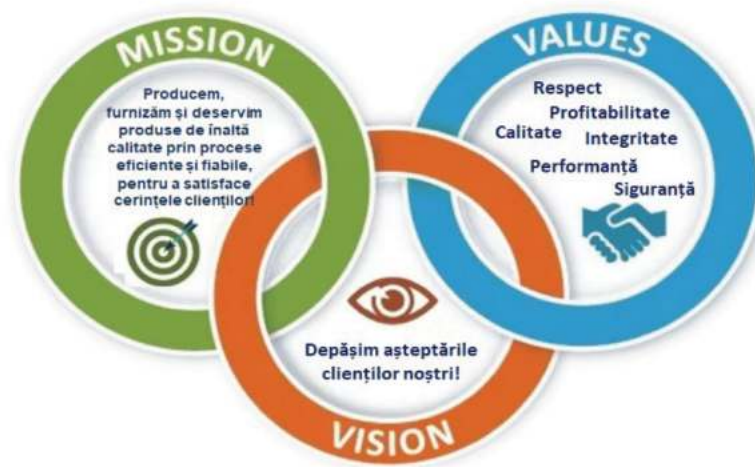 MISSION
Producem,
furnizăm și deservim
produse de înaltă
calitate prin procese
eficiente și fiabile,
pentru a satisface
cerințele clienților!
VALUES
Respect
Profitabilitate
Calitate
Integritate
Performanță
Siguranță
Depășim așteptările
clienților noștri!
VISION